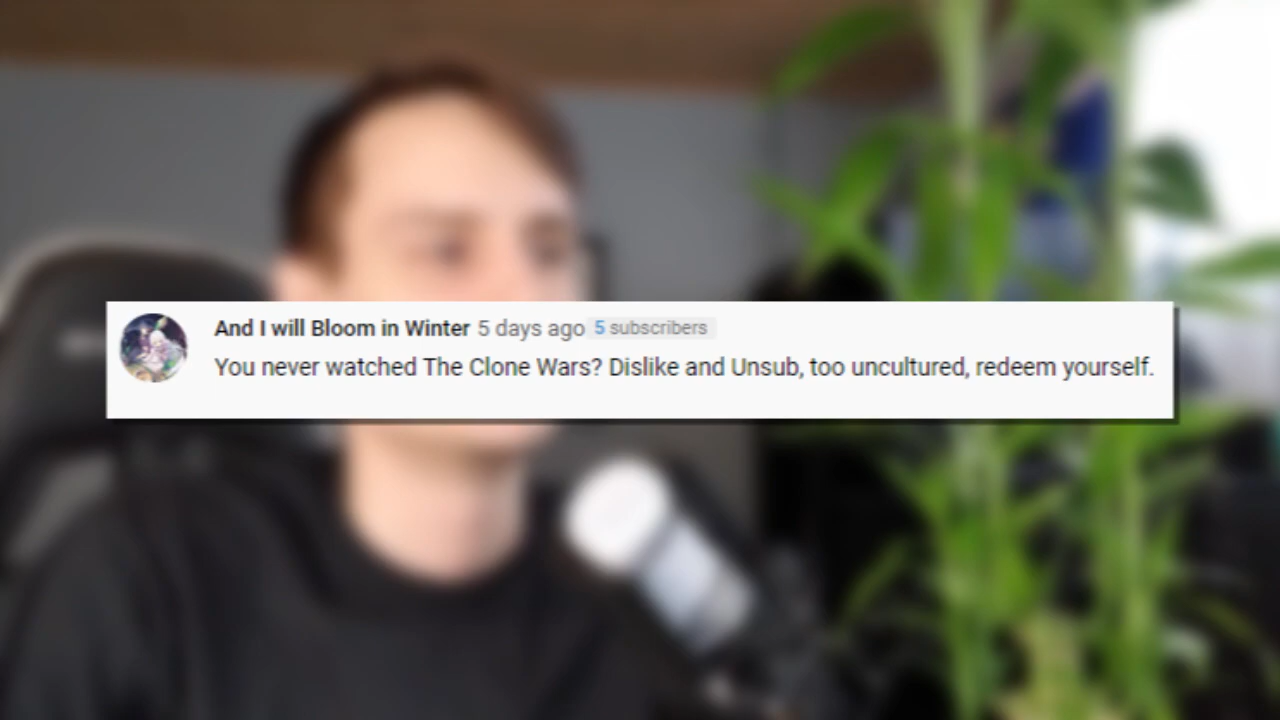 And I will Bloom in Winter 5 days ago 5 subscribers
You never watched The Clone Wars? Dislike and Unsub, too uncultured, redeem yourself.